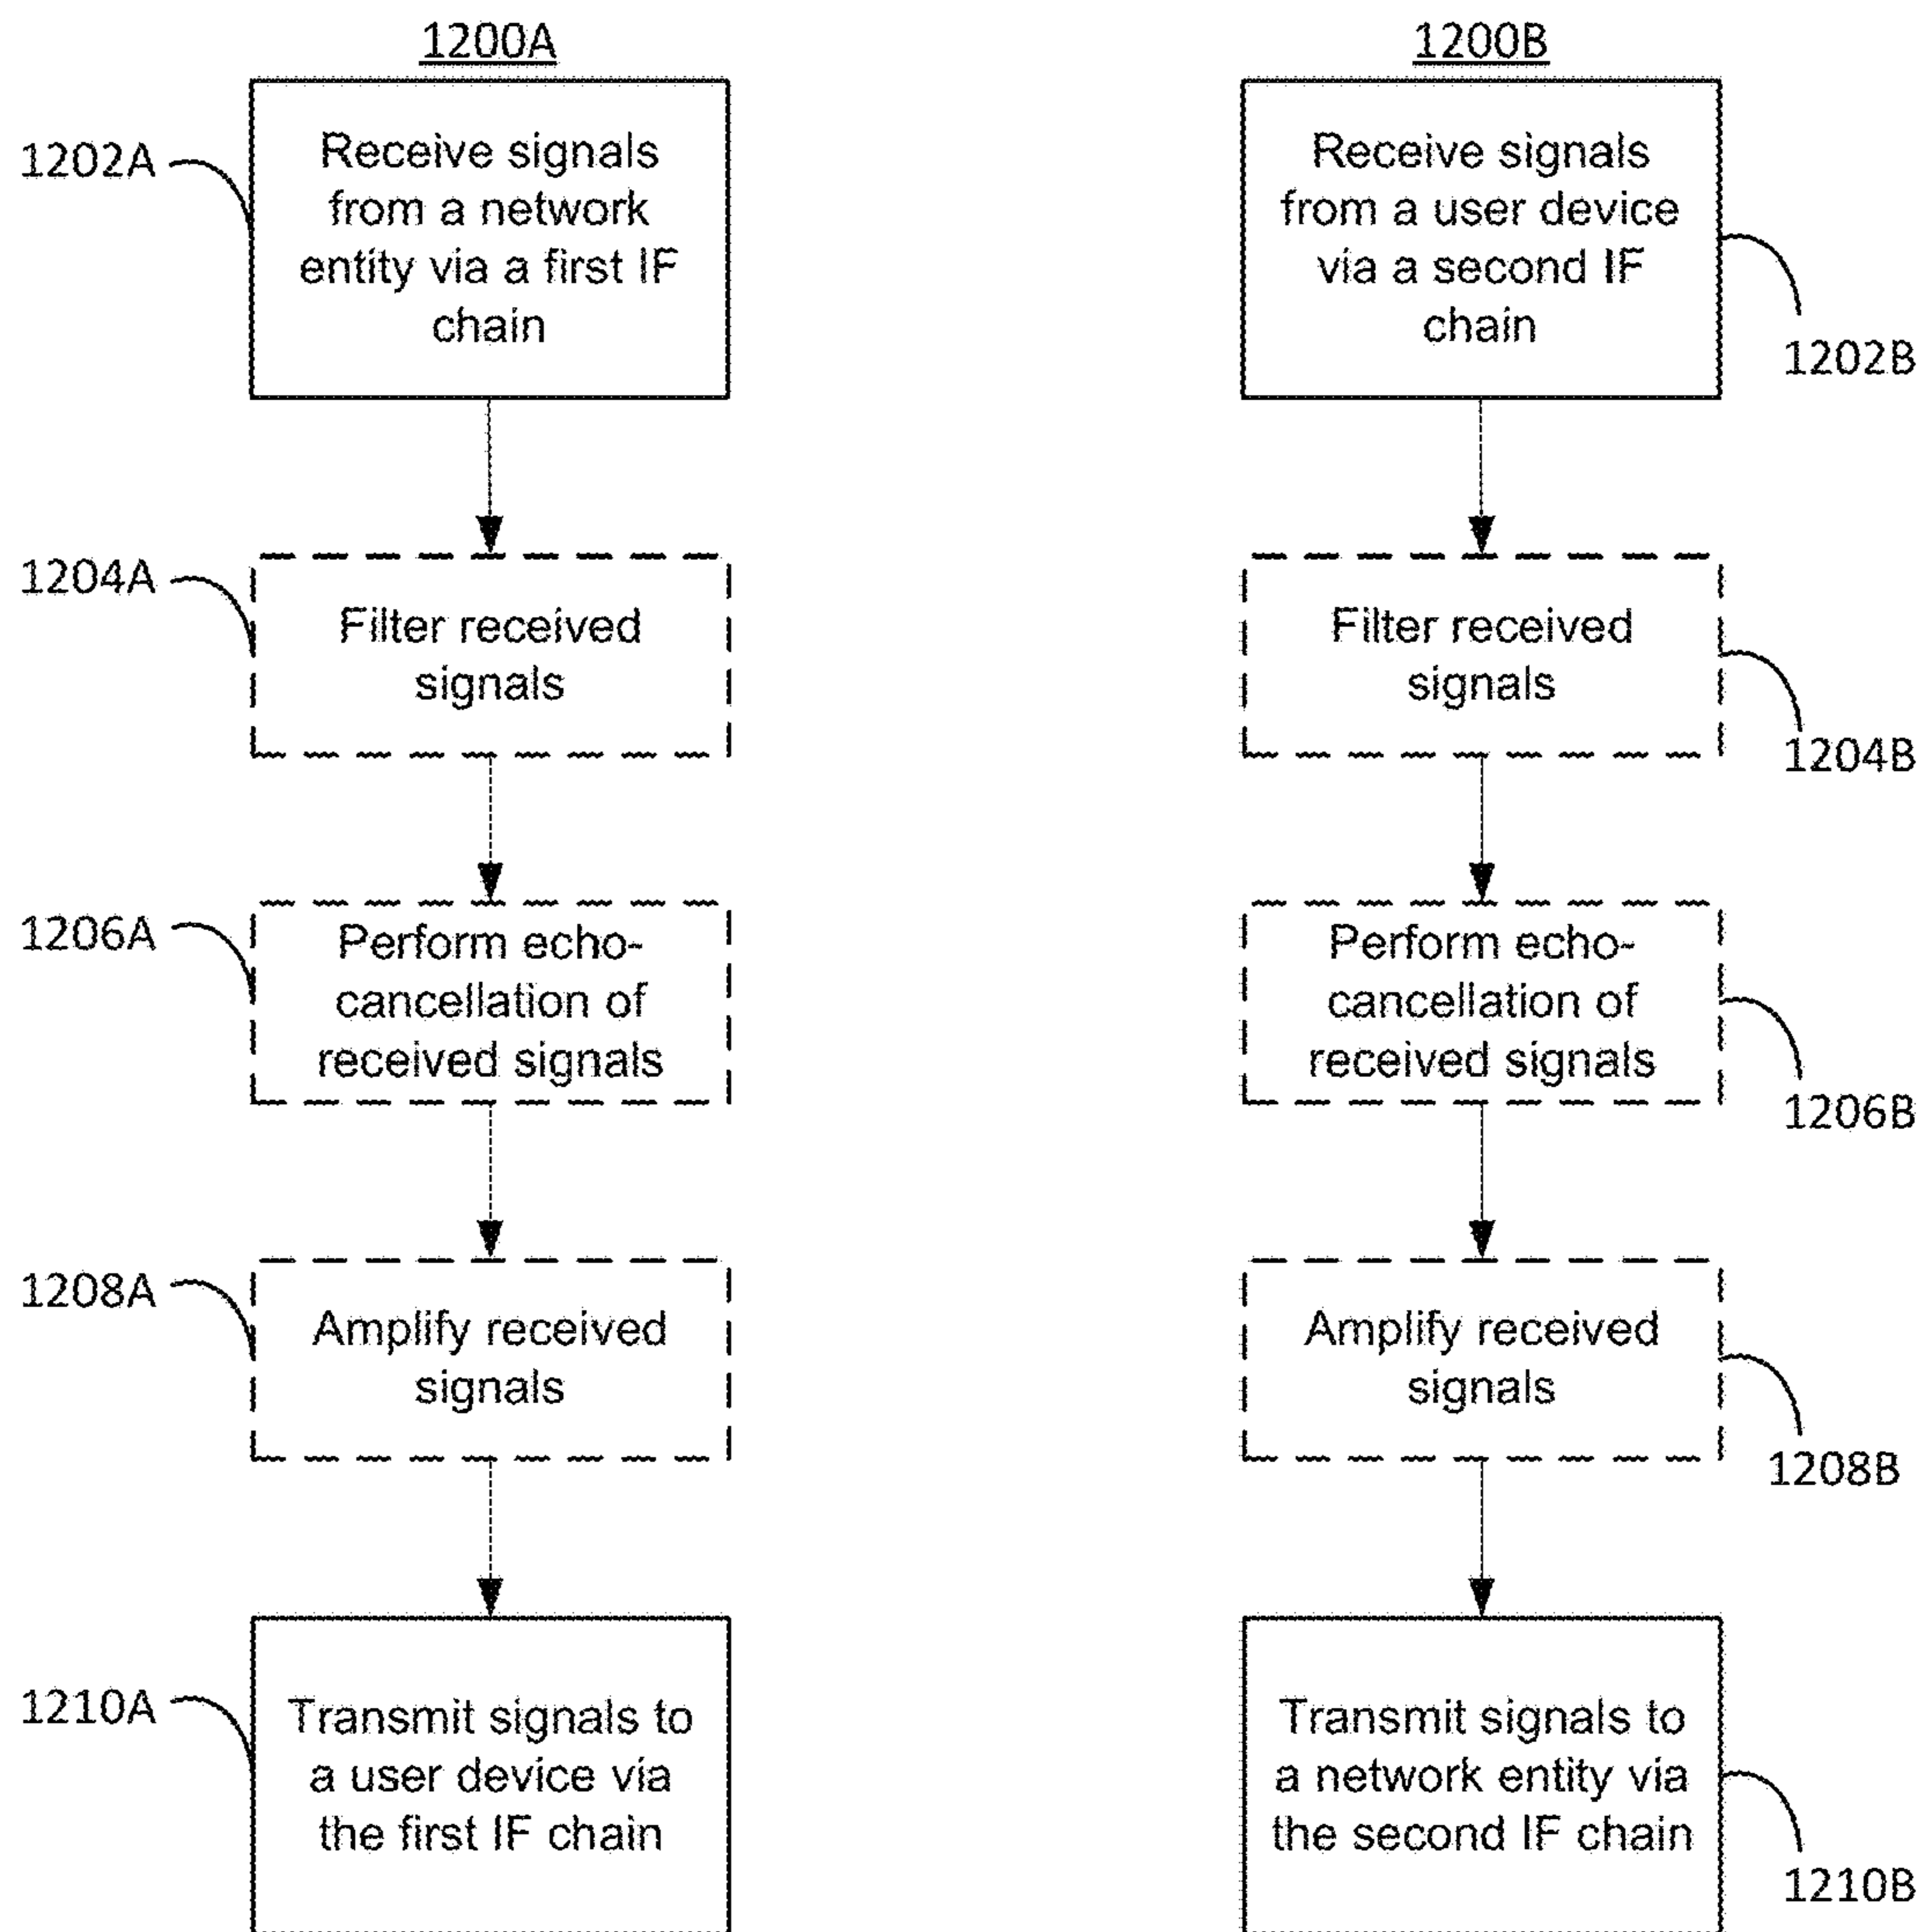 1200A
1202A
Receive signals
from a network
entity via a first IF
chain
1204A
Filter received
signals
1206A
Perform echo-
cancellation of
received signals
1208A
Amplify received
signals
1210A
Transmit signals to
a user device via
the first IF chain
1200B
Receive signals
from a user device
via a second IF
chain
1202B
Filter received
signals
1204B
Perform echo-
cancellation of
received signals
1206B
Amplify received
signals
1208B
Transmit signals to
a network entity via
the second IF chain
1210B